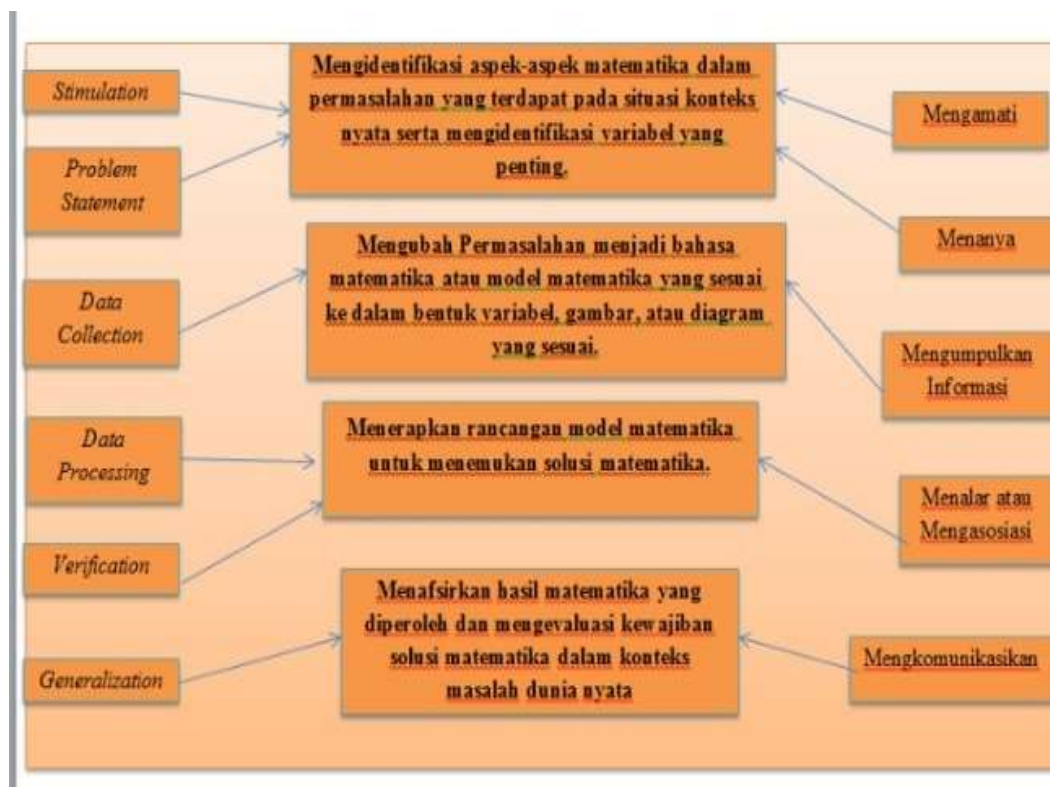 Stimulation
Problem
Statement
Data
Collection
Data
Processing
Verification
Generalization
Mengidentifikasi aspek-aspek matematika dalam
permasalahan yang terdapat pada situasi konteks
nyata serta mengidentifikasi variabel yang
penting.
Mengubah Permasalahan menjadi bahasa
matematika atau model matematika yang sesuai
ke dalam bentuk variabel, gambar, atau diagram
yang sesuai.
Menerapkan rancangan model matematika
untuk menemukan solusi matematika.
Menafsirkan hasil matematika yang
diperoleh dan mengevaluasi kewajiban
solusi matematika dalam konteks
masalah dunia nyata
Mengamati
Menanya
Mengumpulkan
Informasi
Menalar atau
Mengasosiasi
Mengkomunikasikan